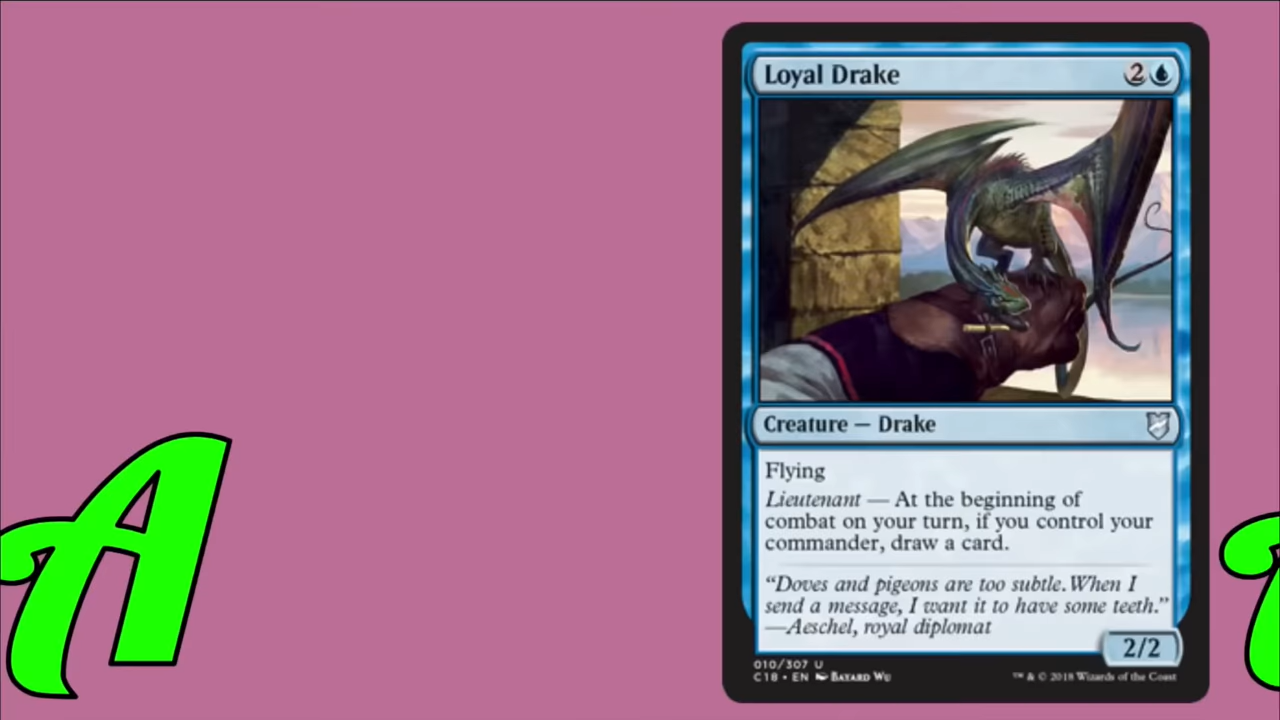 Loyal Drake 2
Creature — Drake
Flying
Lieutenant — At the beginning of
combat on your turn, if you control your
commander, draw a card.
“Doves and pigeons are too subtle. When I
send a message, I want it to have some teeth.”
—Aeschel, royal diplomat
2/2
010/307 U
C18 • EN Bayard Wu
™ & © 2018 Wizards of the Coast
A